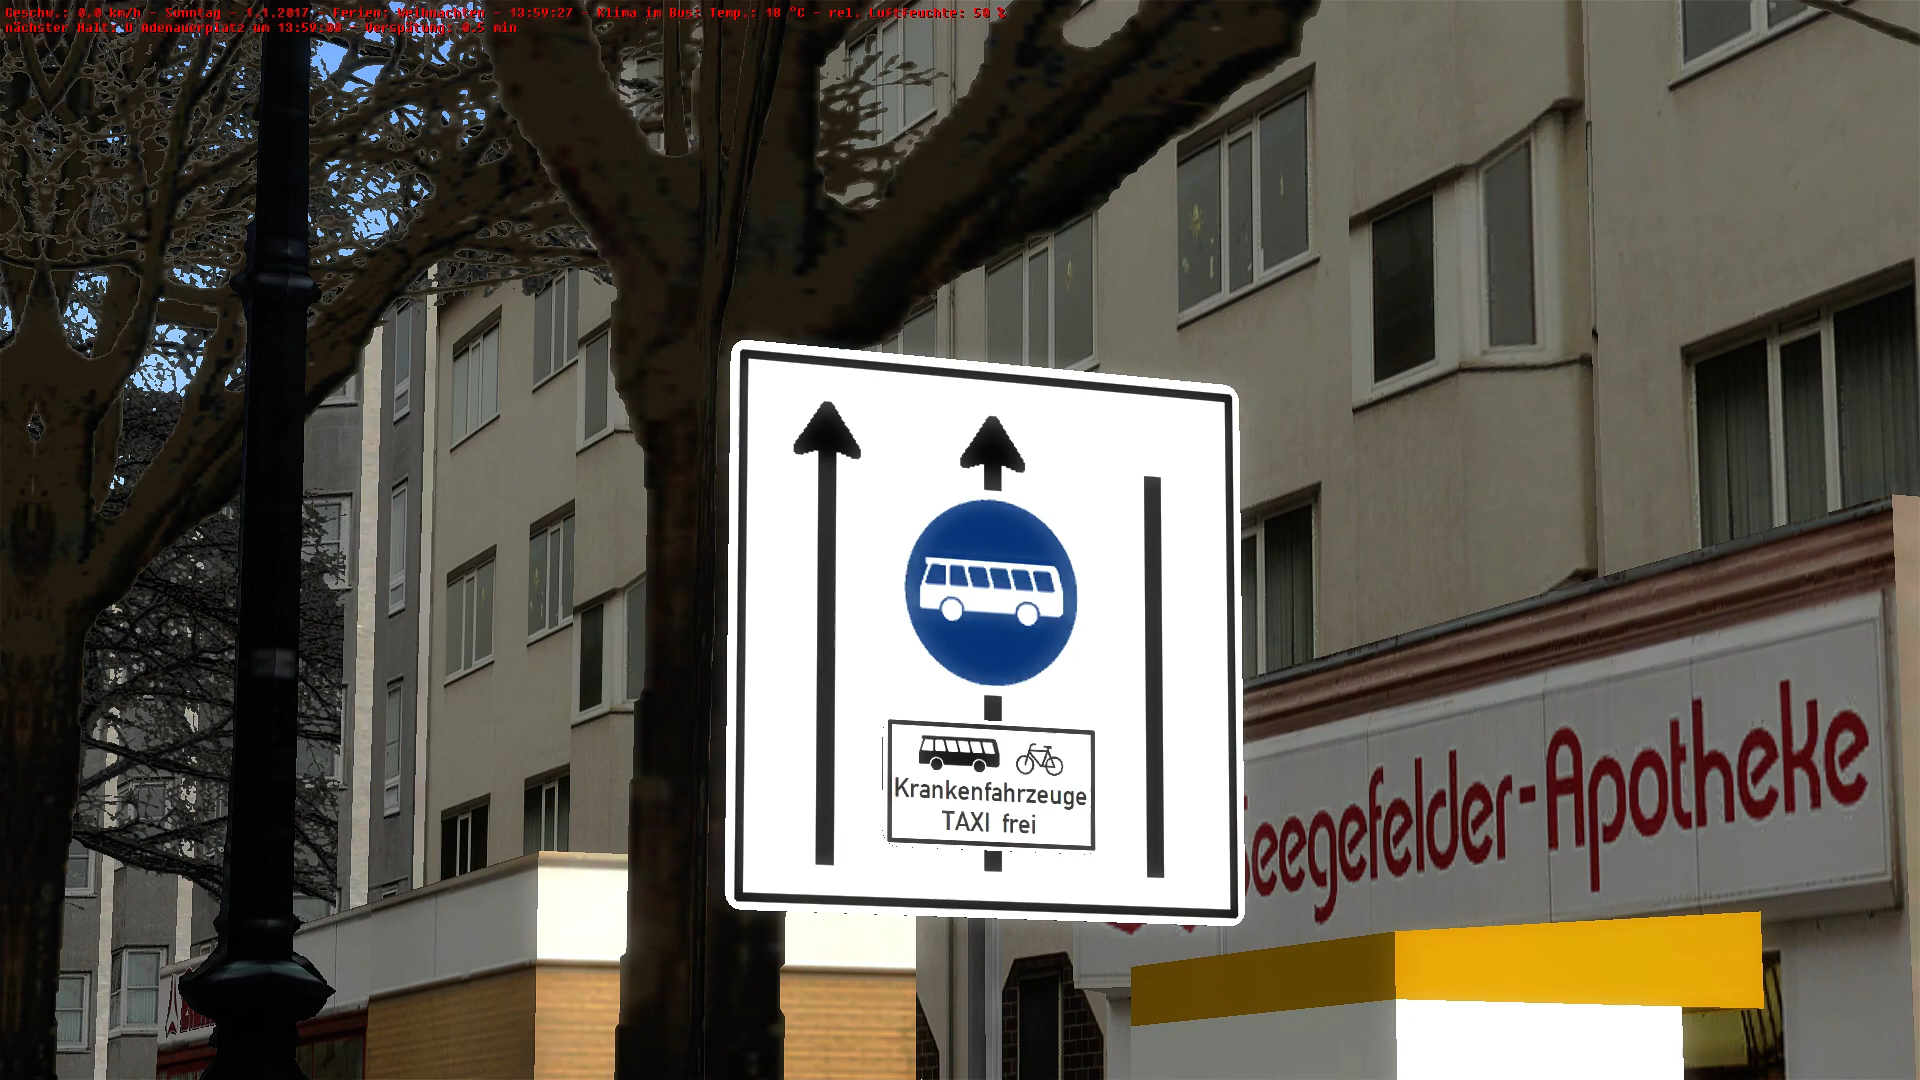 Geschw.: 0.0 km/h - Sonntag - 1.1.2017 - Ferien: Weihnachten - 13:59:27 - Klima im Bus: Temp.: 18 °C - rel. Luftfeuchte: 50 %
nächster Halt: U Adenauerplatz um 13:59:00 - Verspätung: 0.5 min
Krankenfahrzeuge
TAXI frei
Seegefelder-Apotheke